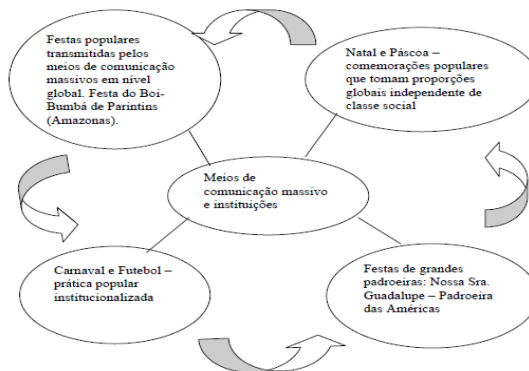 Festas populares
transmitidas pelos
meios de comunicação
massivos em nível
global. Festa do Boi-
Bumbá de Parintins
(Amazonas).
Natal e Páscoa –
comemorações populares
que tomam proporções
globais independente de
classe social
Meios de
comunicação massivo
e instituições
Carnaval e Futebol –
prática popular
institucionalizada
Festas de grandes
padroeiras: Nossa Sra.
Guadalupe – Padroeira
das Américas